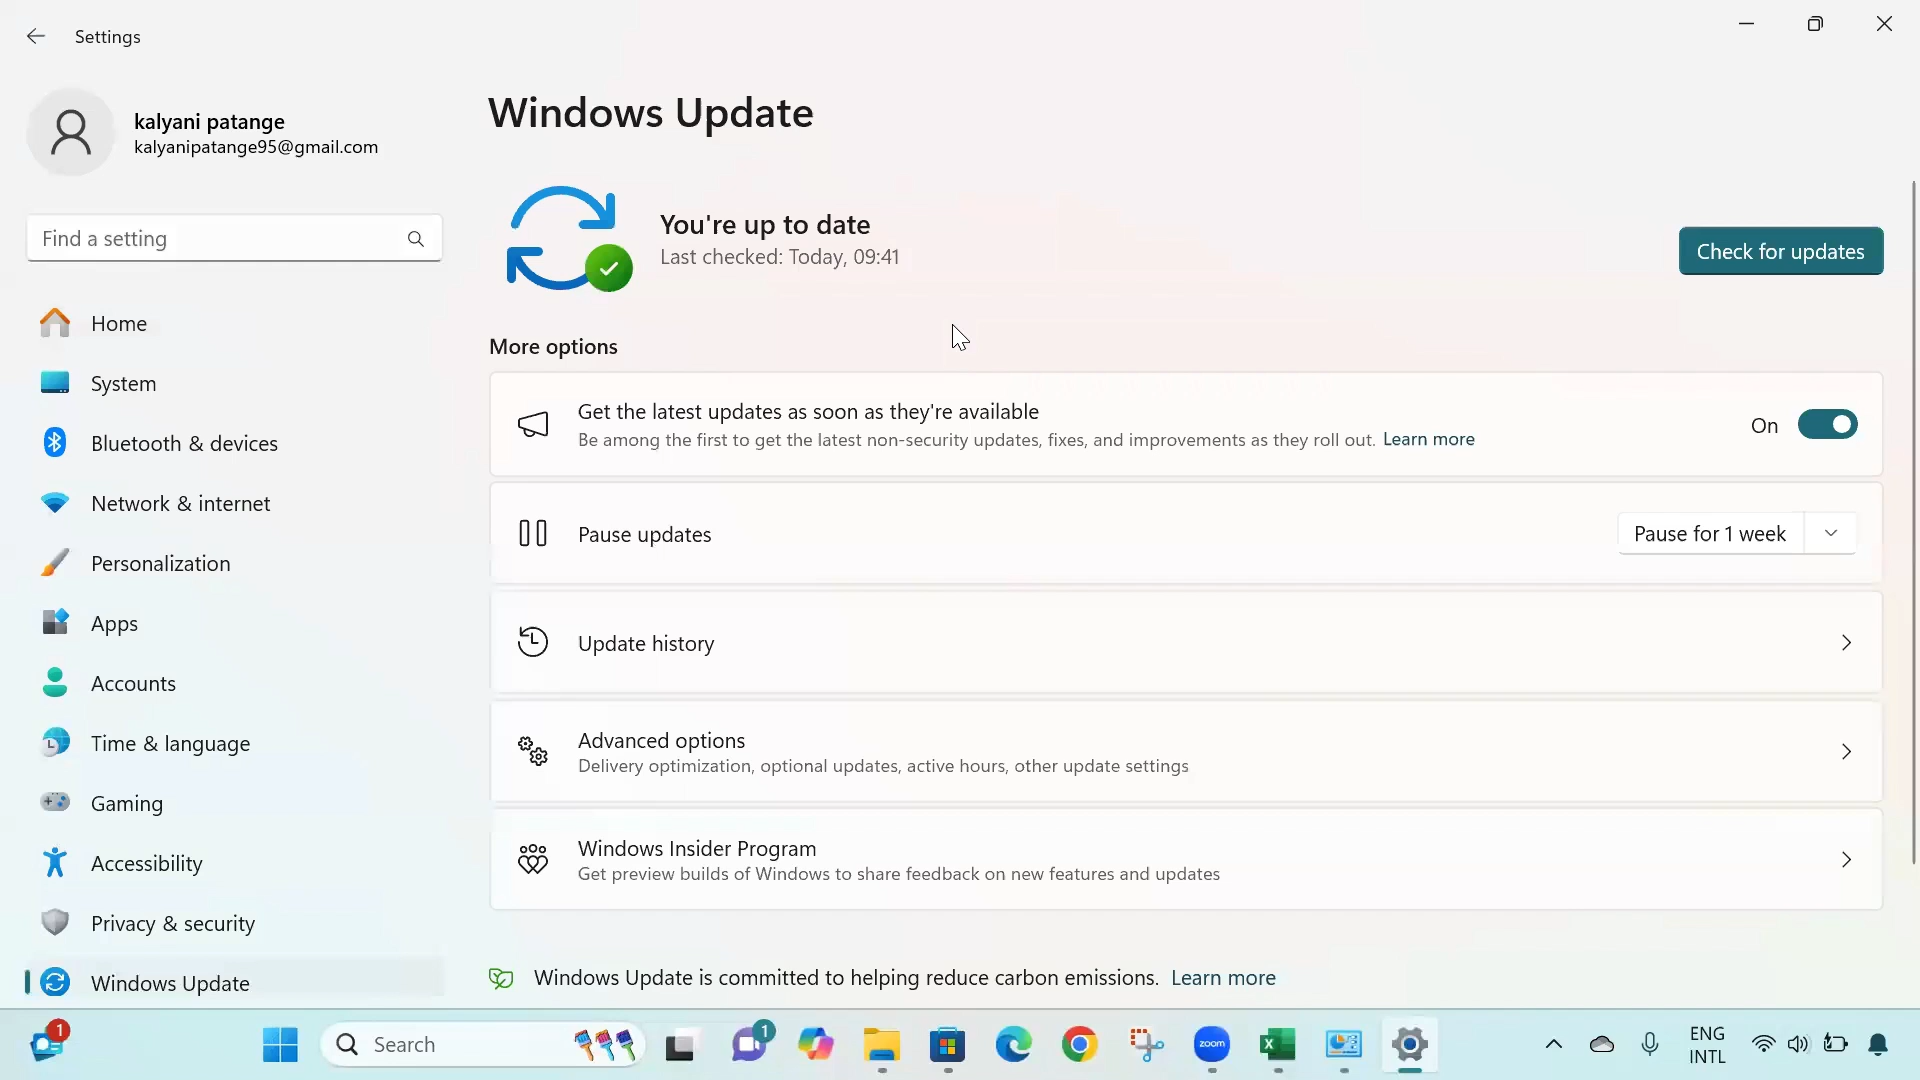 Settings
kalyani patange
kalyanipatange95@gmail.com
Find a setting
Home
System
Bluetooth & devices
Network & internet
Personalization
Apps
Accounts
Time & language
Gaming
Accessibility
Privacy & security
Windows Update
Windows Update
You're up to date
Last checked: Today, 09:41
Check for updates
More options
Get the latest updates as soon as they're available
Be among the first to get the latest non-security updates, fixes, and improvements as they roll out. Learn more
On
Pause updates
Pause for 1 week
Update history
Advanced options
Delivery optimization, optional updates, active hours, other update settings
Windows Insider Program
Get preview builds of Windows to share feedback on new features and updates
Windows Update is committed to helping reduce carbon emissions. Learn more
1
Search
1
zoom
ENG
INTL